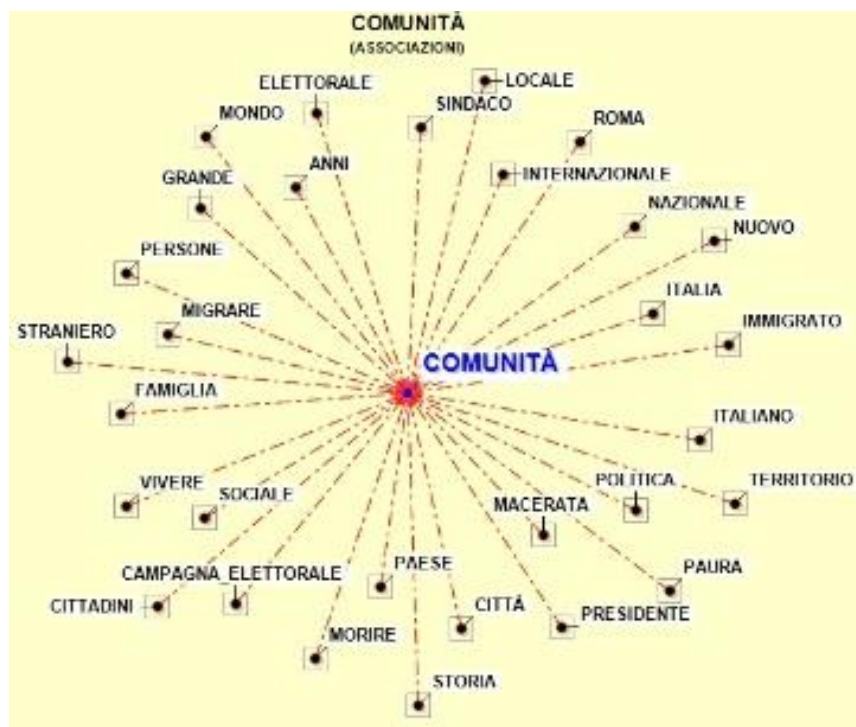 COMUNITÀ
(ASSOCIAZIONI)
ELETTORALE
LOCALE
MONDO
SINDACO
ROMA
ANNI
INTERNAZIONALE
GRANDE
NAZIONALE
NUOVO
PERSONE
ITALIA
MIGRARE
STRANIERO
IMMIGRATO
COMUNITÀ
FAMIGLIA
ITALIANO
VIVERE
SOCIALE
POLITICA
TERRITORIO
MACERATA
PAESE
PAURA
CAMPAGNA_ELETTORALE
CITTADINI
CITTÀ
PRESIDENTE
MORIRE
STORIA